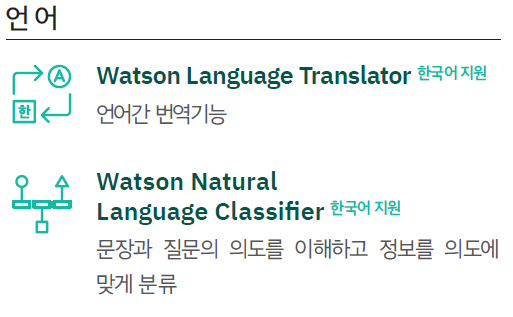 언어
Watson Language Translator 한국어 지원
A
한
언어간 번역기능
Watson Natural
Language Classifier 한국어 지원
문장과 질문의 의도를 이해하고 정보를 의도에
맞게 분류